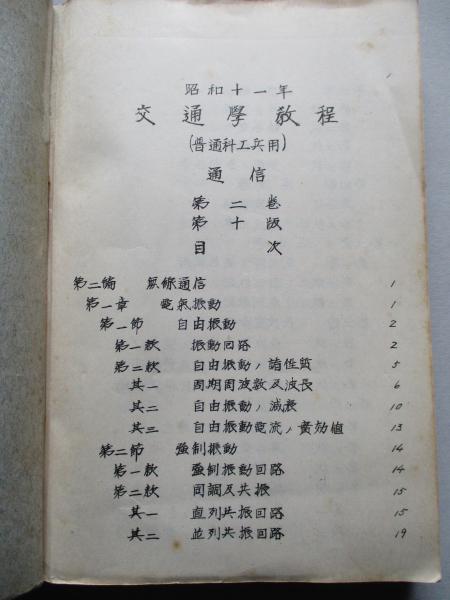 昭和十一年
交通學教程
(普通科工兵用)
通信
第二巻
第十版
目次
第二編 無線通信 1
第一章 電氣振動 1
第一節 自由振動 2
第一款 振動回路 2
第二款 自由振動ノ諸性質 5
其一 周期周波数及波長 6
其二 自由振動ノ減衰 10
其三 自由振動電流ノ実効値 13
第二節 強制振動 14
第一款 強制振動回路 14
第二款 同調及共振 15
其一 直列共振回路 15
其二 並列共振回路 19